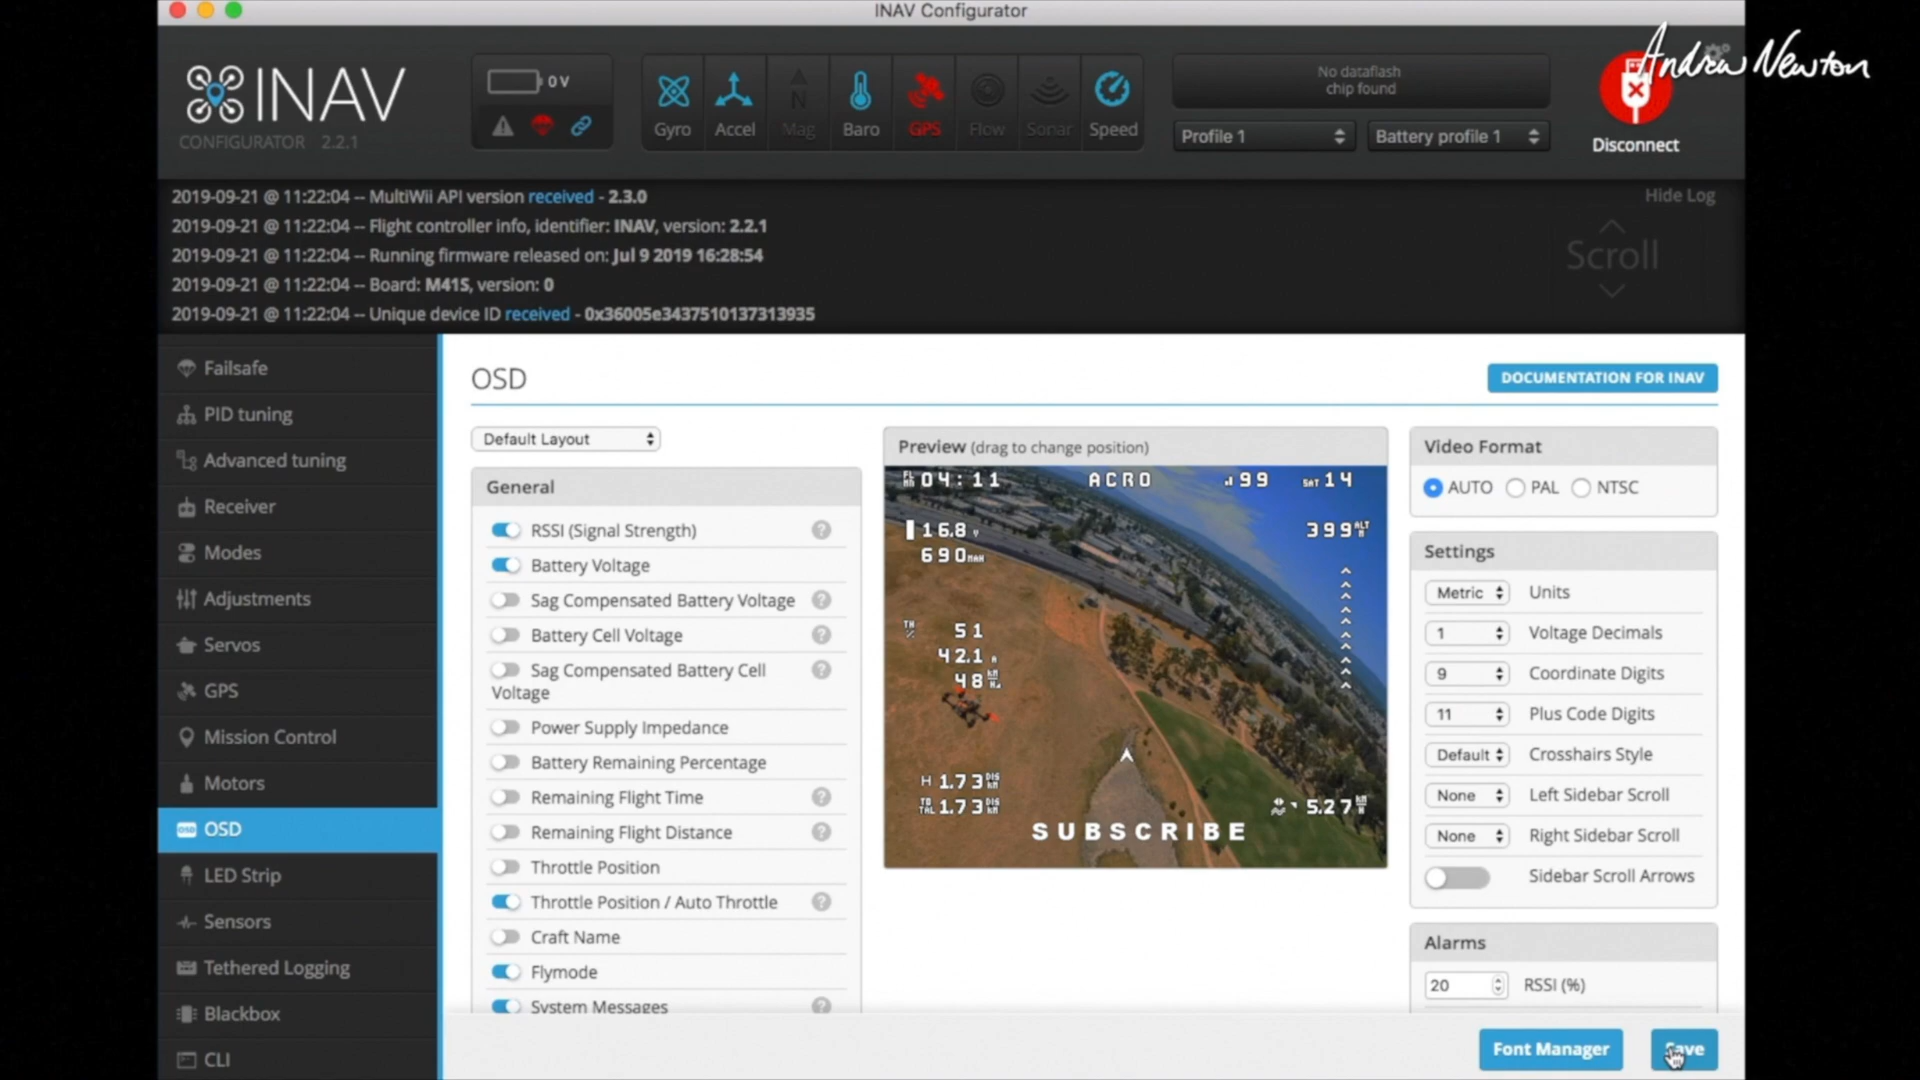 INAV Configurator
Andrew Newton
INAV
CONFIGURATOR 2.2.1
0 V
Gyro
Accel
Mag
Baro
GPS
Flow
Sonar
Speed
No dataflash
chip found
Profile 1
Battery profile 1
Disconnect
2019-09-21 @ 11:22:04 -- MultiWii API version received - 2.3.0
2019-09-21 @ 11:22:04 -- Flight controller info, identifier: INAV, version: 2.2.1
2019-09-21 @ 11:22:04 -- Running firmware released on: Jul 9 2019 16:28:54
2019-09-21 @ 11:22:04 -- Board: M41S, version: 0
2019-09-21 @ 11:22:04 -- Unique device ID received - 0x36005e3437510137313935
Hide Log
Scroll
Failsafe
PID tuning
Advanced tuning
Receiver
Modes
Adjustments
Servos
GPS
Mission Control
Motors
OSD
LED Strip
Sensors
Tethered Logging
Blackbox
CLI
OSD
DOCUMENTATION FOR INAV
Default Layout
General
RSSI (Signal Strength)
Battery Voltage
Sag Compensated Battery Voltage
Battery Cell Voltage
Sag Compensated Battery Cell
Voltage
Power Supply Impedance
Battery Remaining Percentage
Remaining Flight Time
Remaining Flight Distance
Throttle Position
Throttle Position / Auto Throttle
Craft Name
Flymode
System Messages
Preview (drag to change position)
04:11
ACRO
99
SAT 14
16.8 V
399 ALT M
690 MAH
TH % 51
42.1 A
48
H 1.73 DIS KM
TO TAL 1.73 DIS KM
5.27
SUBSCRIBE
Video Format
AUTO PAL NTSC
Settings
Metric Units
1 Voltage Decimals
9 Coordinate Digits
11 Plus Code Digits
Default Crosshairs Style
None Left Sidebar Scroll
None Right Sidebar Scroll
Sidebar Scroll Arrows
Alarms
20 RSSI (%)
Font Manager
Save